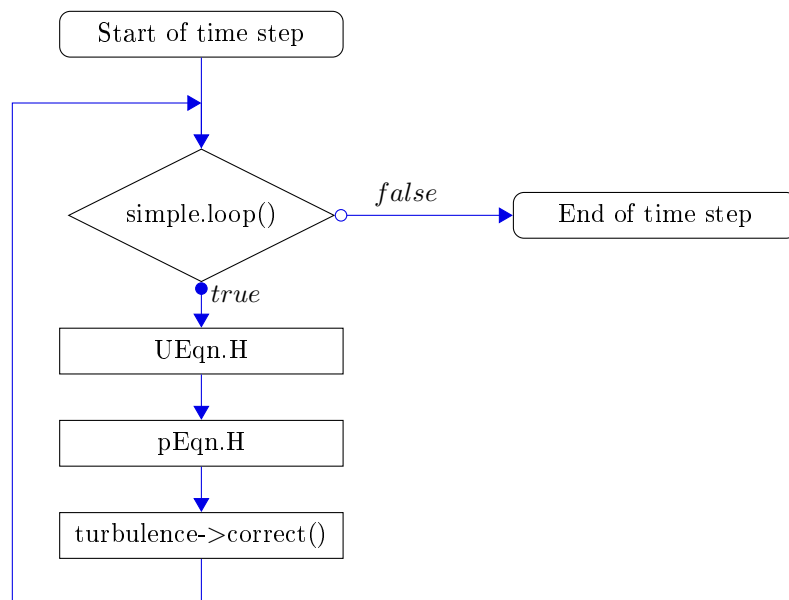 Start of time step
simple.loop()
false
End of time step
true
UEqn.H
pEqn.H
turbulence->correct()